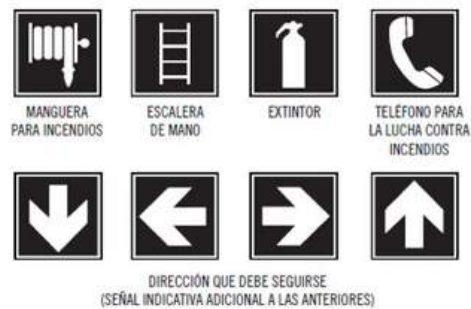 MANGUERA
PARA INCENDIOS
ESCALERA
DE MANO
EXTINTOR
TELÉFONO PARA
LA LUCHA CONTRA
INCENDIOS
DIRECCIÓN QUE DEBE SEGUIRSE
(SEÑAL INDICATIVA ADICIONAL A LAS ANTERIORES)